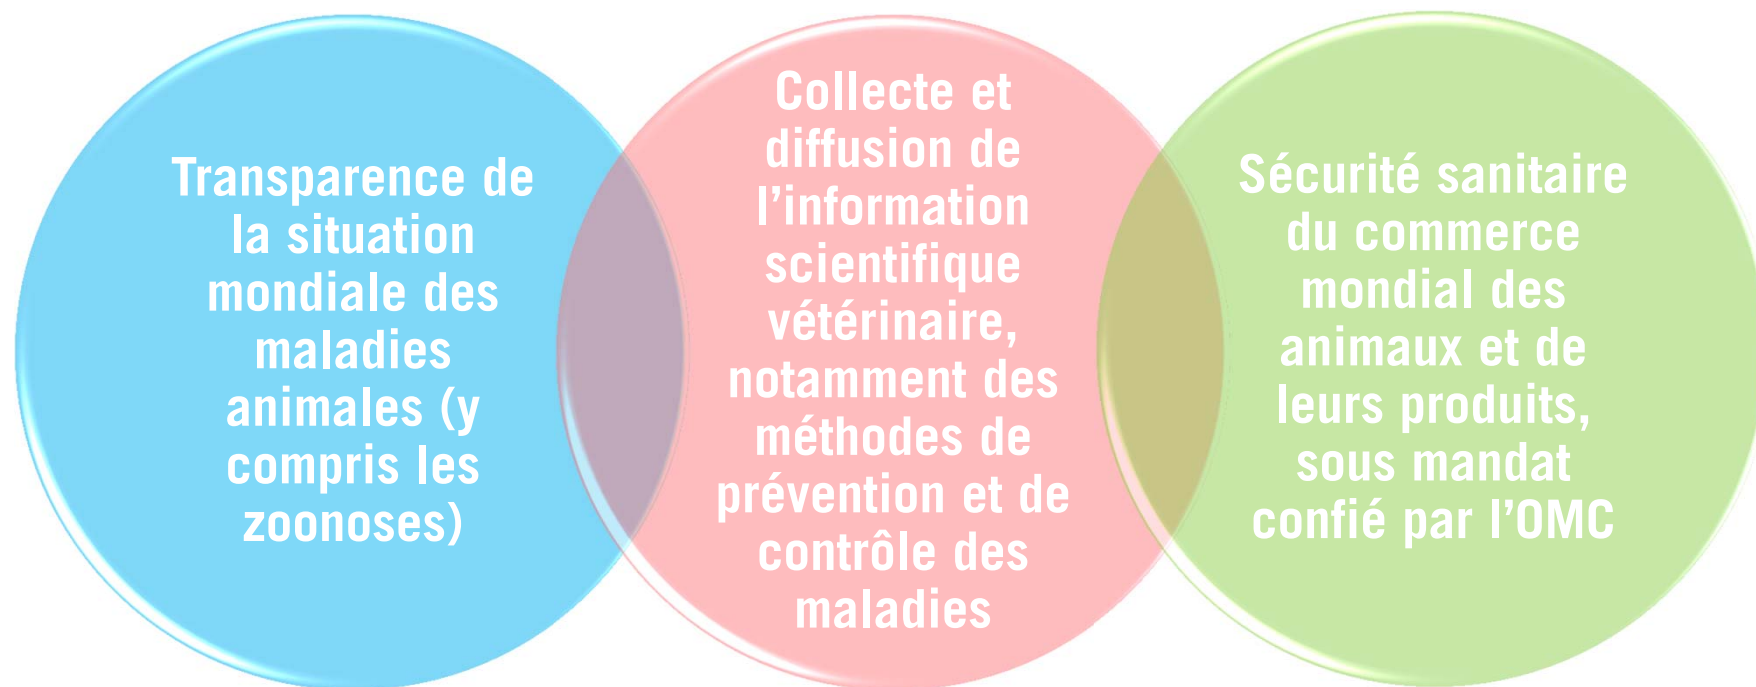 Transparence de
la situation
mondiale des
maladies
animales (y
compris les
zoonoses)
Collecte et
diffusion de
l'information
scientifique
vétérinaire,
notamment des
méthodes de
prévention et de
contrôle des
maladies
Sécurité sanitaire
du commerce
mondial des
animaux et de
leurs produits,
sous mandat
confié par l'OMC